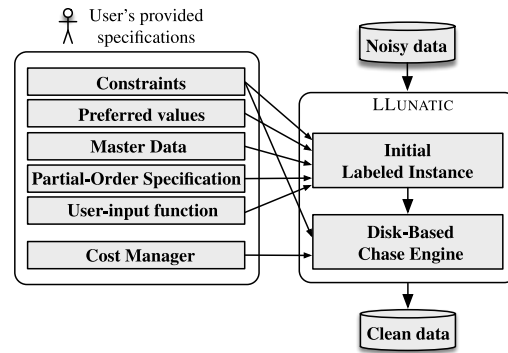 User's provided
specifications
Constraints
Preferred values
Master Data
Partial-Order Specification
User-input function
Cost Manager
Noisy data
LLUNATIC
Initial
Labeled Instance
Disk-Based
Chase Engine
Clean data